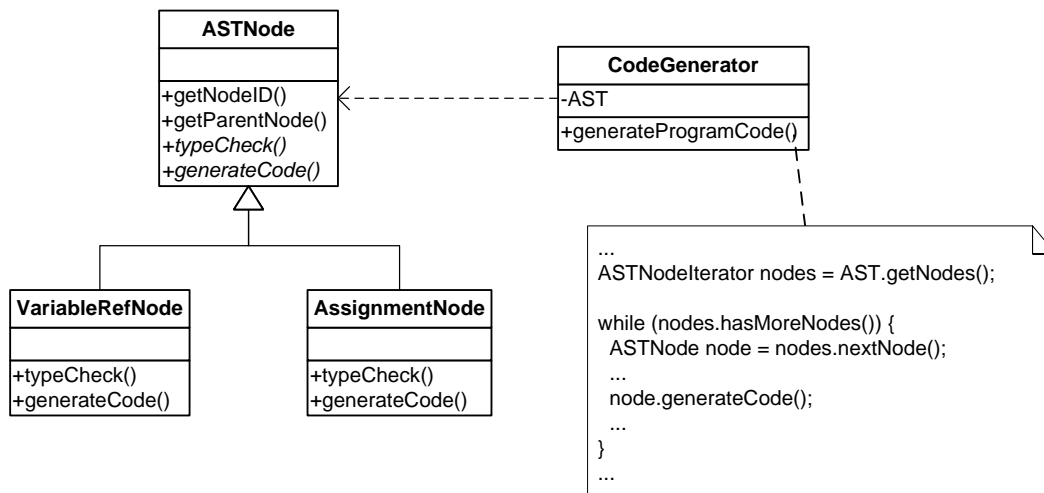 ASTNode
+getNodeID()
+getParentNode()
+typeCheck()
+generateCode()
CodeGenerator
-AST
+generateProgramCode()
VariableRefNode
+typeCheck()
+generateCode()
AssignmentNode
+typeCheck()
+generateCode()
...
ASTNodeIterator nodes = AST.getNodes();
while (nodes.hasMoreNodes()) {
ASTNode node = nodes.nextNode();
...
node.generateCode();
...
}
...